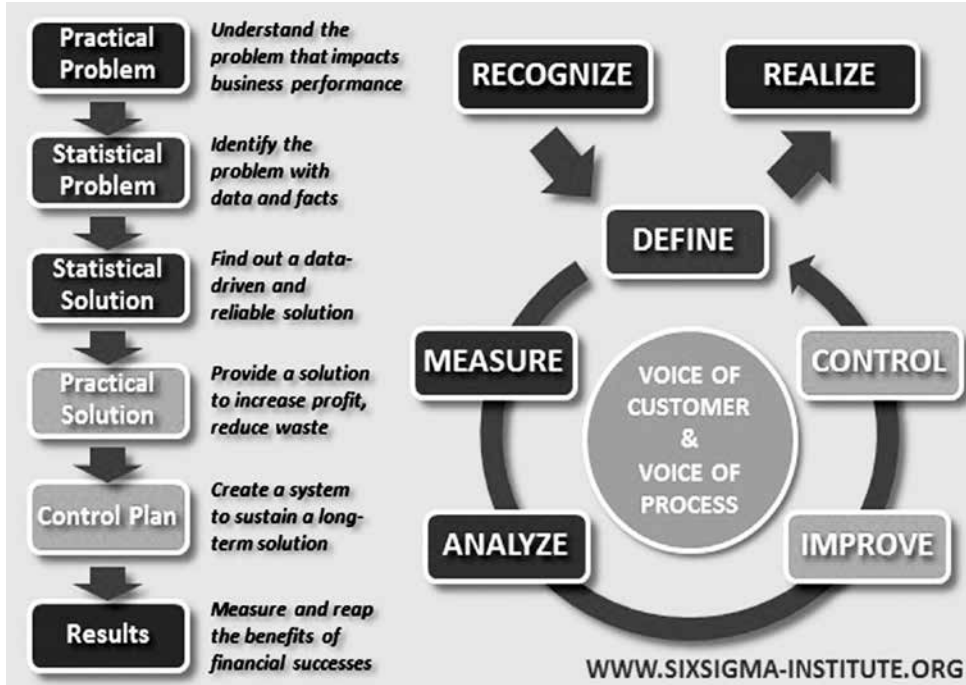 Practical
Problem
Understand the
problem that impacts
business performance
Statistical
Problem
Identify the
problem with
data and facts
Statistical
Solution
Find out a data-
driven and
reliable solution
Practical
Solution
Provide a solution
to increase profit,
reduce waste
Control Plan
Create a system
to sustain a long-
term solution
Results
Measure and reap
the benefits of
financial successes
RECOGNIZE
REALIZE
DEFINE
MEASURE
CONTROL
VOICE OF
CUSTOMER
&
VOICE OF
PROCESS
ANALYZE
IMPROVE
WWW.SIXSIGMA-INSTITUTE.ORG